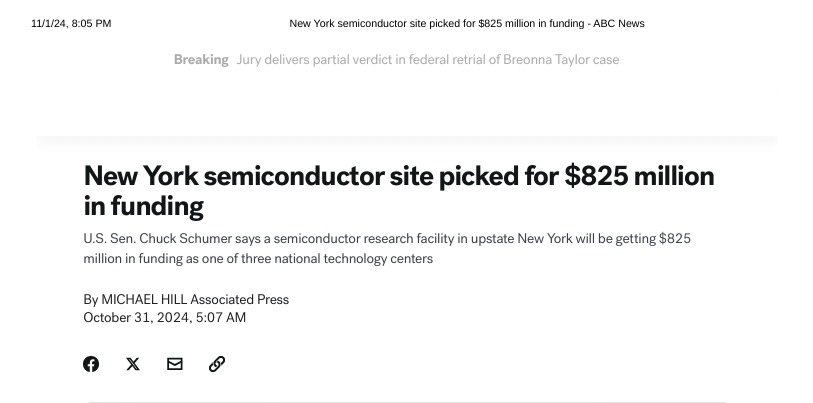 11/1/24, 8:05 PM New York semiconductor site picked for $825 million in funding - ABC News
Breaking Jury delivers partial verdict in federal retrial of Breonna Taylor case
New York semiconductor site picked for $825 million
in funding
U.S. Sen. Chuck Schumer says a semiconductor research facility in upstate New York will be getting $825
million in funding as one of three national technology centers
By MICHAEL HILL Associated Press
October 31, 2024, 5:07 AM